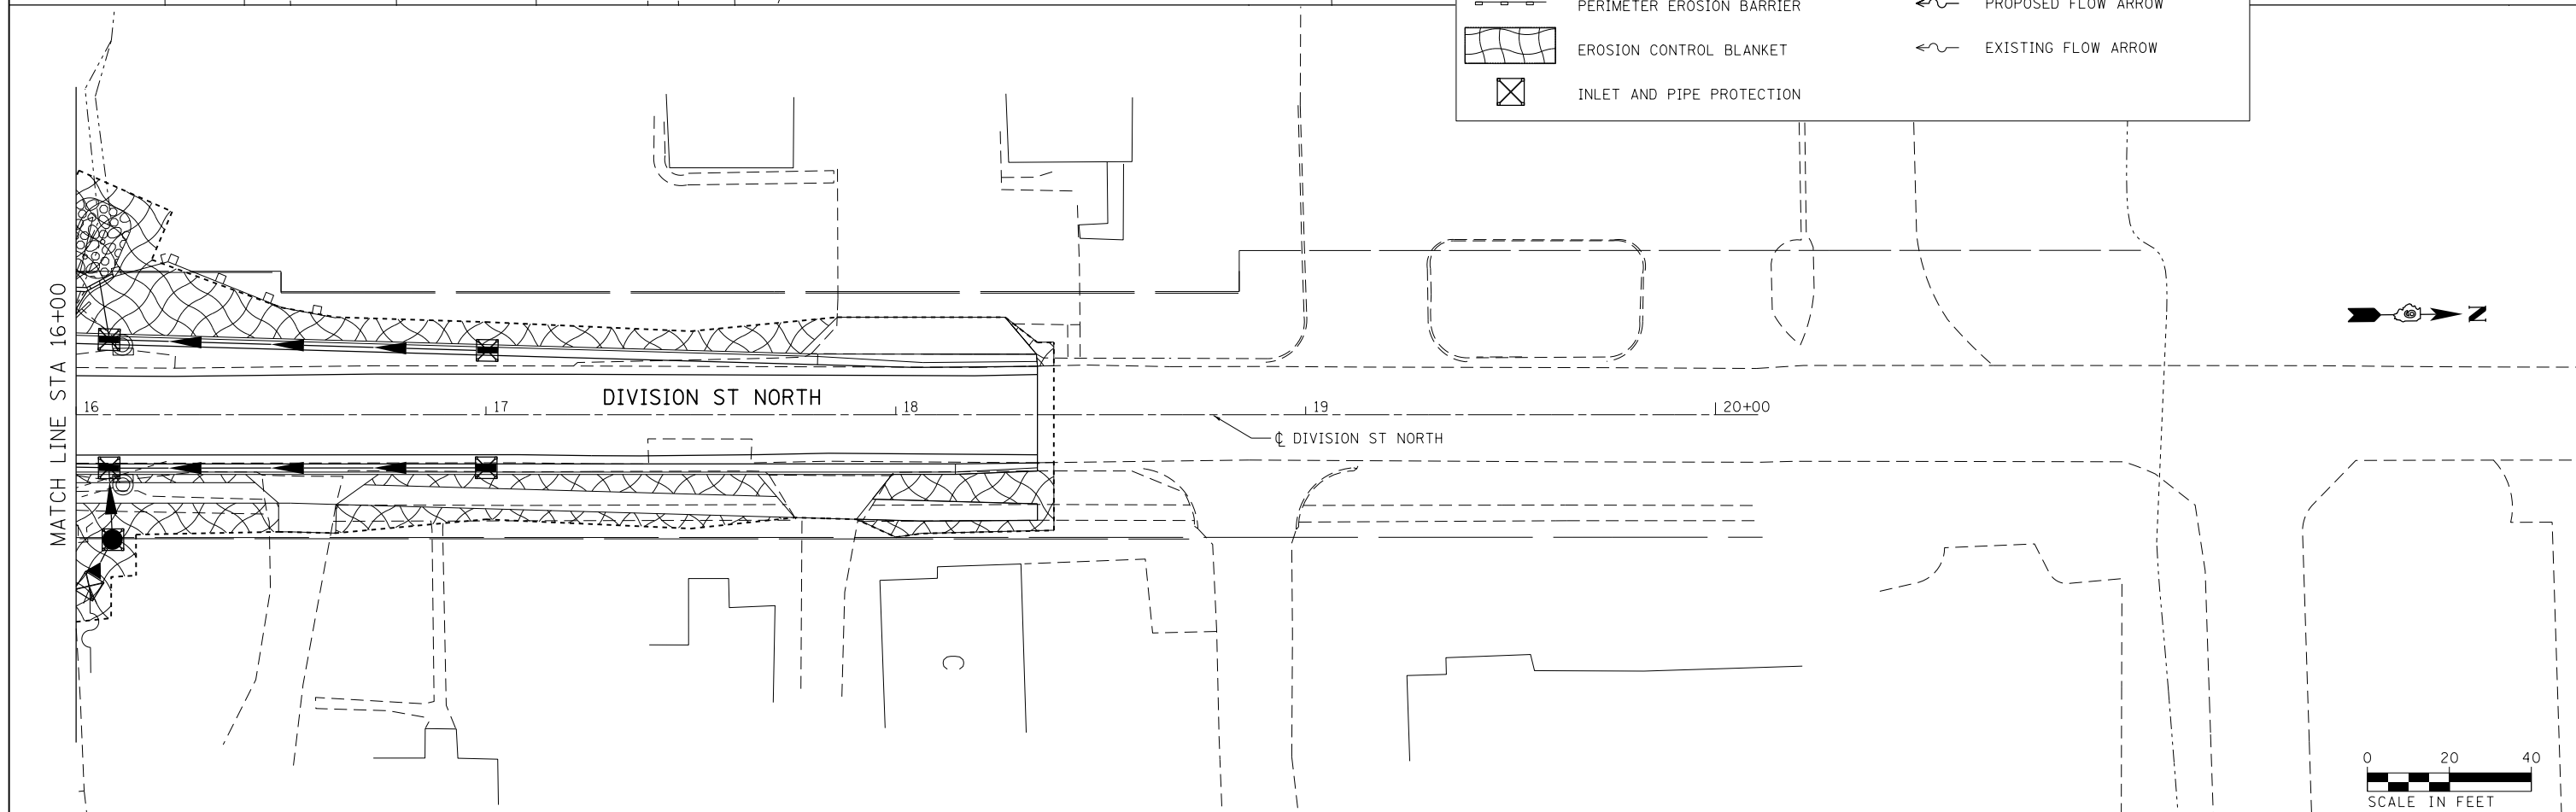 PERIMETER EROSION BARRIER
PROPOSED FLOW ARROW
EROSION CONTROL BLANKET
EXISTING FLOW ARROW
INLET AND PIPE PROTECTION
MATCH LINE STA 16+00
N
DIVISION ST NORTH
16
17
18
19
20+00
℄ DIVISION ST NORTH
C
0 20 40
SCALE IN FEET